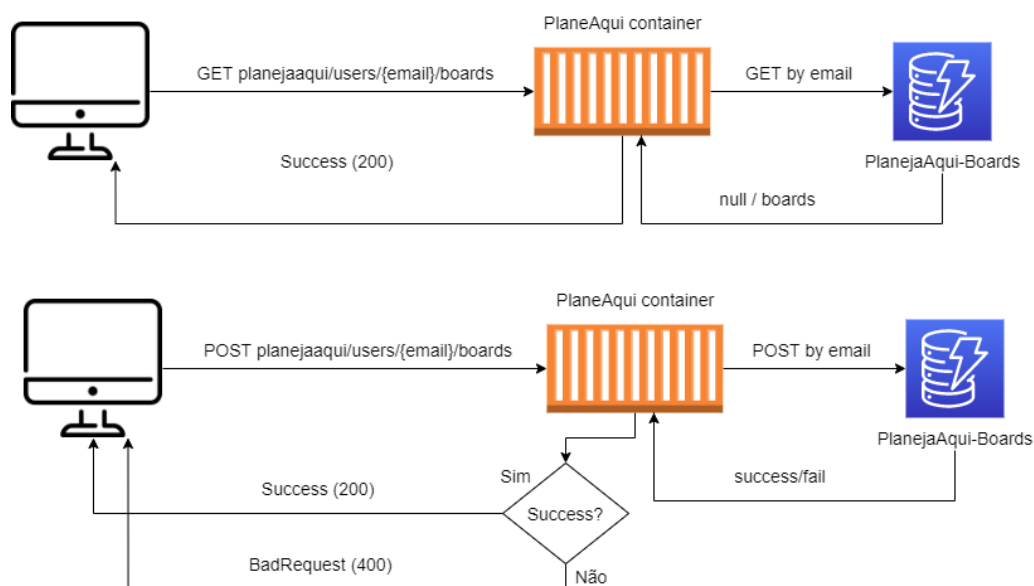 PlaneAqui container
GET planejaaqui/users/{email}/boards
GET by email
Success (200)
PlanejaAqui-Boards
null / boards
PlaneAqui container
POST planejaaqui/users/{email}/boards
POST by email
PlanejaAqui-Boards
Sim
success/fail
Success (200)
Success?
BadRequest (400)
Não